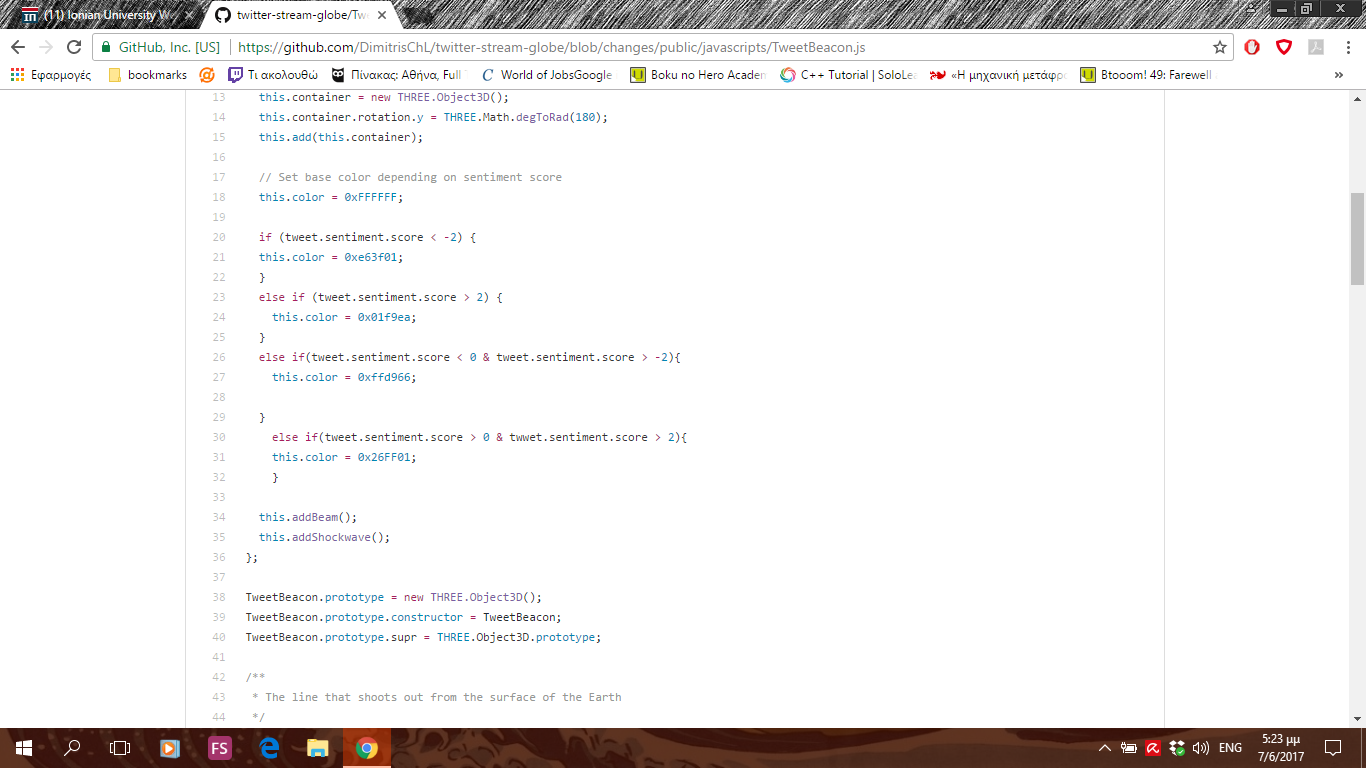 (11) Ionian University We
twitter-stream-globe/Twe
GitHub, Inc. [US]
https://github.com/DimitrisChL/twitter-stream-globe/blob/changes/public/javascripts/TweetBeacon.js
Εφαρμογές
bookmarks
Τι ακολουθώ
Πίνακας: Αθήνα, Full
World of JobsGoogle
Boku no Hero Academ
C++ Tutorial | SoloLea
«Η μηχανική μετάφρ
Btooom! 49: Farewell
»
13 this.container = new THREE.Object3D();
14 this.container.rotation.y = THREE.Math.degToRad(180);
15 this.add(this.container);
16
17 // Set base color depending on sentiment score
18 this.color = 0xFFFFFF;
19
20 if (tweet.sentiment.score < -2) {
21 this.color = 0xe63f01;
22 }
23 else if (tweet.sentiment.score > 2) {
24 this.color = 0x01f9ea;
25 }
26 else if(tweet.sentiment.score < 0 & tweet.sentiment.score > -2){
27 this.color = 0xffd966;
28
29 }
30 else if(tweet.sentiment.score > 0 & twwet.sentiment.score > 2){
31 this.color = 0x26FF01;
32 }
33
34 this.addBeam();
35 this.addShockwave();
36 };
37
38 TweetBeacon.prototype = new THREE.Object3D();
39 TweetBeacon.prototype.constructor = TweetBeacon;
40 TweetBeacon.prototype.supr = THREE.Object3D.prototype;
41
42 /**
43 * The line that shoots out from the surface of the Earth
44 */
FS
ENG
5:23 μμ
7/6/2017